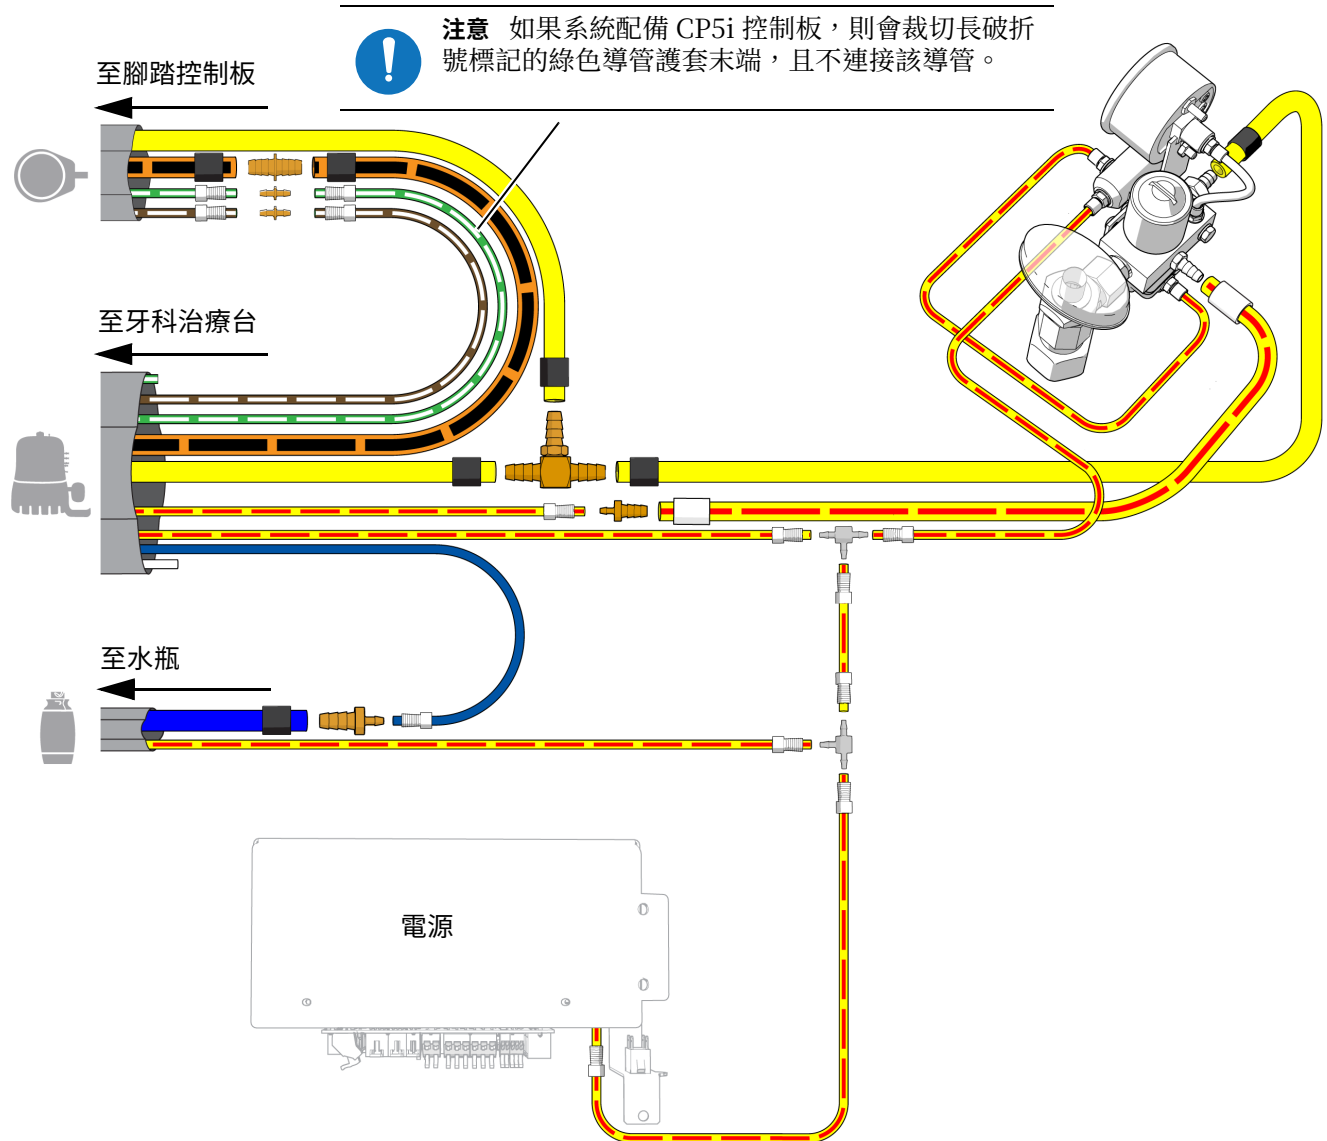 注意 如果系統配備 CP5i 控制板，則會裁切長破折
號標記的綠色導管護套末端，且不連接該導管。
至腳踏控制板
至牙科治療台
至水瓶
電源